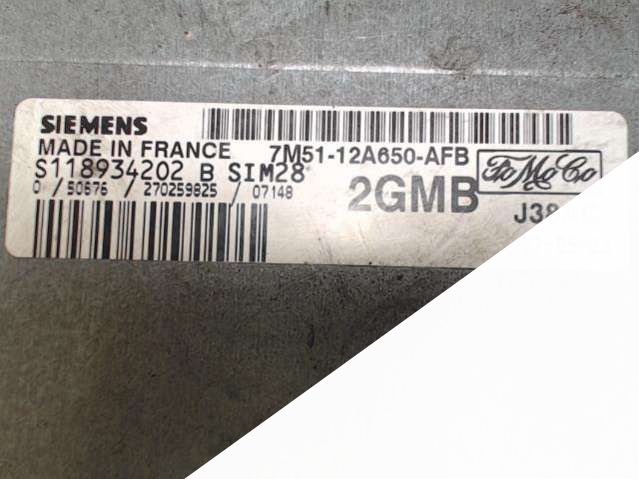 SIEMENS
MADE IN FRANCE 7M51-12A650-AFB
S118934202 B SIM28
0 / 50676 / 270259825 / 07148
2GMB
FoMoCo